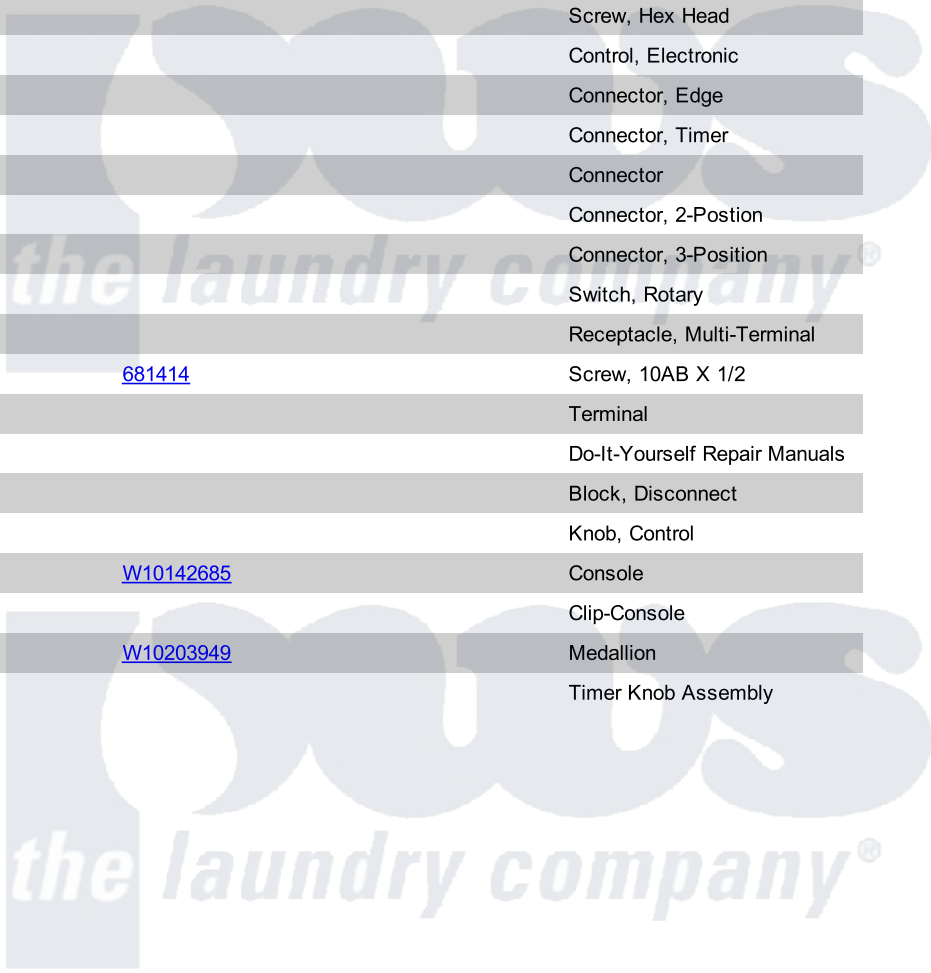 Screw, Hex Head
Control, Electronic
Connector, Edge
Connector, Timer
Connector
Connector, 2-Postion
Connector, 3-Position
Switch, Rotary
Receptacle, Multi-Terminal
681414 Screw, 10AB X 1/2
Terminal
Do-It-Yourself Repair Manuals
Block, Disconnect
Knob, Control
W10142685 Console
Clip-Console
W10203949 Medallion
Timer Knob Assembly
pws
the laundry company®
pws
the laundry company®